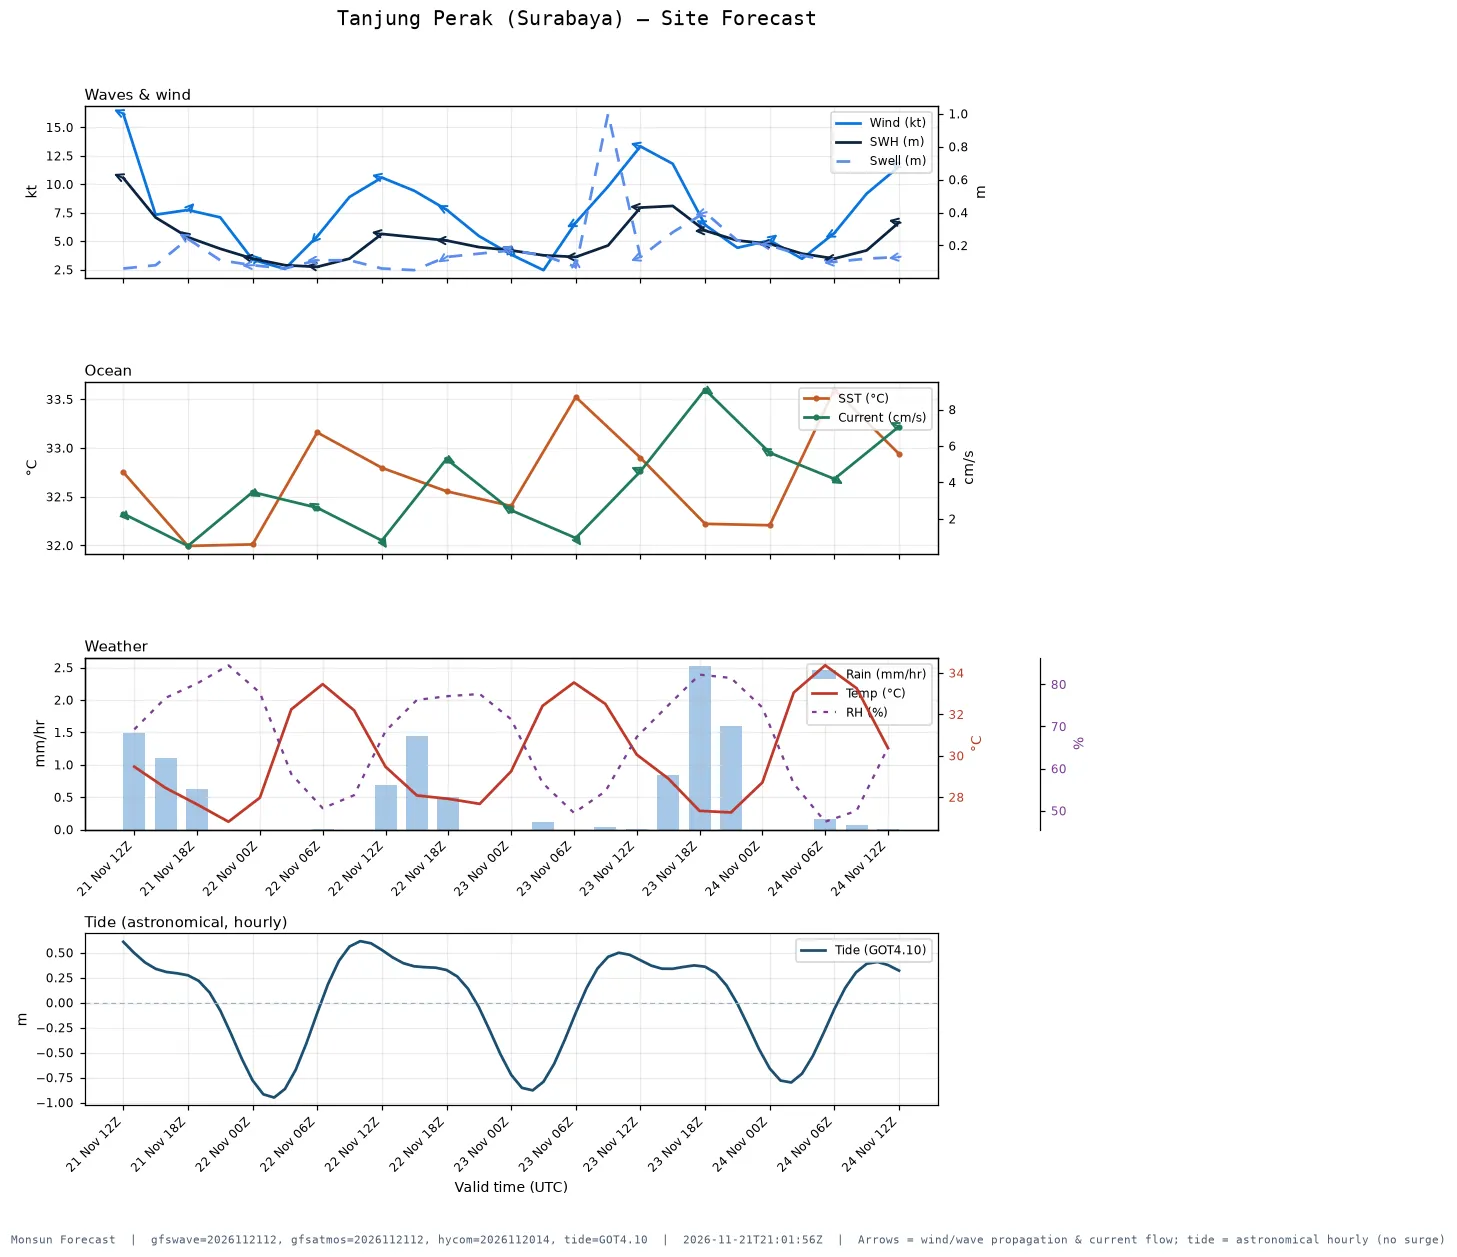 Tanjung Perak (Surabaya) — Site Forecast
Waves & wind
15.0
12.5
10.0
7.5
5.0
2.5
kt
1.0
0.8
0.6
0.4
0.2
m
Wind (kt)
SWH (m)
Swell (m)
Ocean
33.5
33.0
32.5
32.0
°C
8
6
4
2
cm/s
SST (°C)
Current (cm/s)
Weather
2.5
2.0
1.5
1.0
0.5
0.0
mm/hr
34
32
30
28
°C
80
70
60
50
%
Rain (mm/hr)
Temp (°C)
RH (%)
21 Nov 12Z
21 Nov 18Z
22 Nov 00Z
22 Nov 06Z
22 Nov 12Z
22 Nov 18Z
23 Nov 00Z
23 Nov 06Z
23 Nov 12Z
23 Nov 18Z
24 Nov 00Z
24 Nov 06Z
24 Nov 12Z
Tide (astronomical, hourly)
0.50
0.25
0.00
−0.25
−0.50
−0.75
−1.00
m
Tide (GOT4.10)
21 Nov 12Z
21 Nov 18Z
22 Nov 00Z
22 Nov 06Z
22 Nov 12Z
22 Nov 18Z
23 Nov 00Z
23 Nov 06Z
23 Nov 12Z
23 Nov 18Z
24 Nov 00Z
24 Nov 06Z
24 Nov 12Z
Valid time (UTC)
Monsun Forecast | gfswave=2026112112, gfsatmos=2026112112, hycom=2026112014, tide=GOT4.10 | 2026-11-21T21:01:56Z | Arrows = wind/wave propagation & current flow; tide = astronomical hourly (no surge)